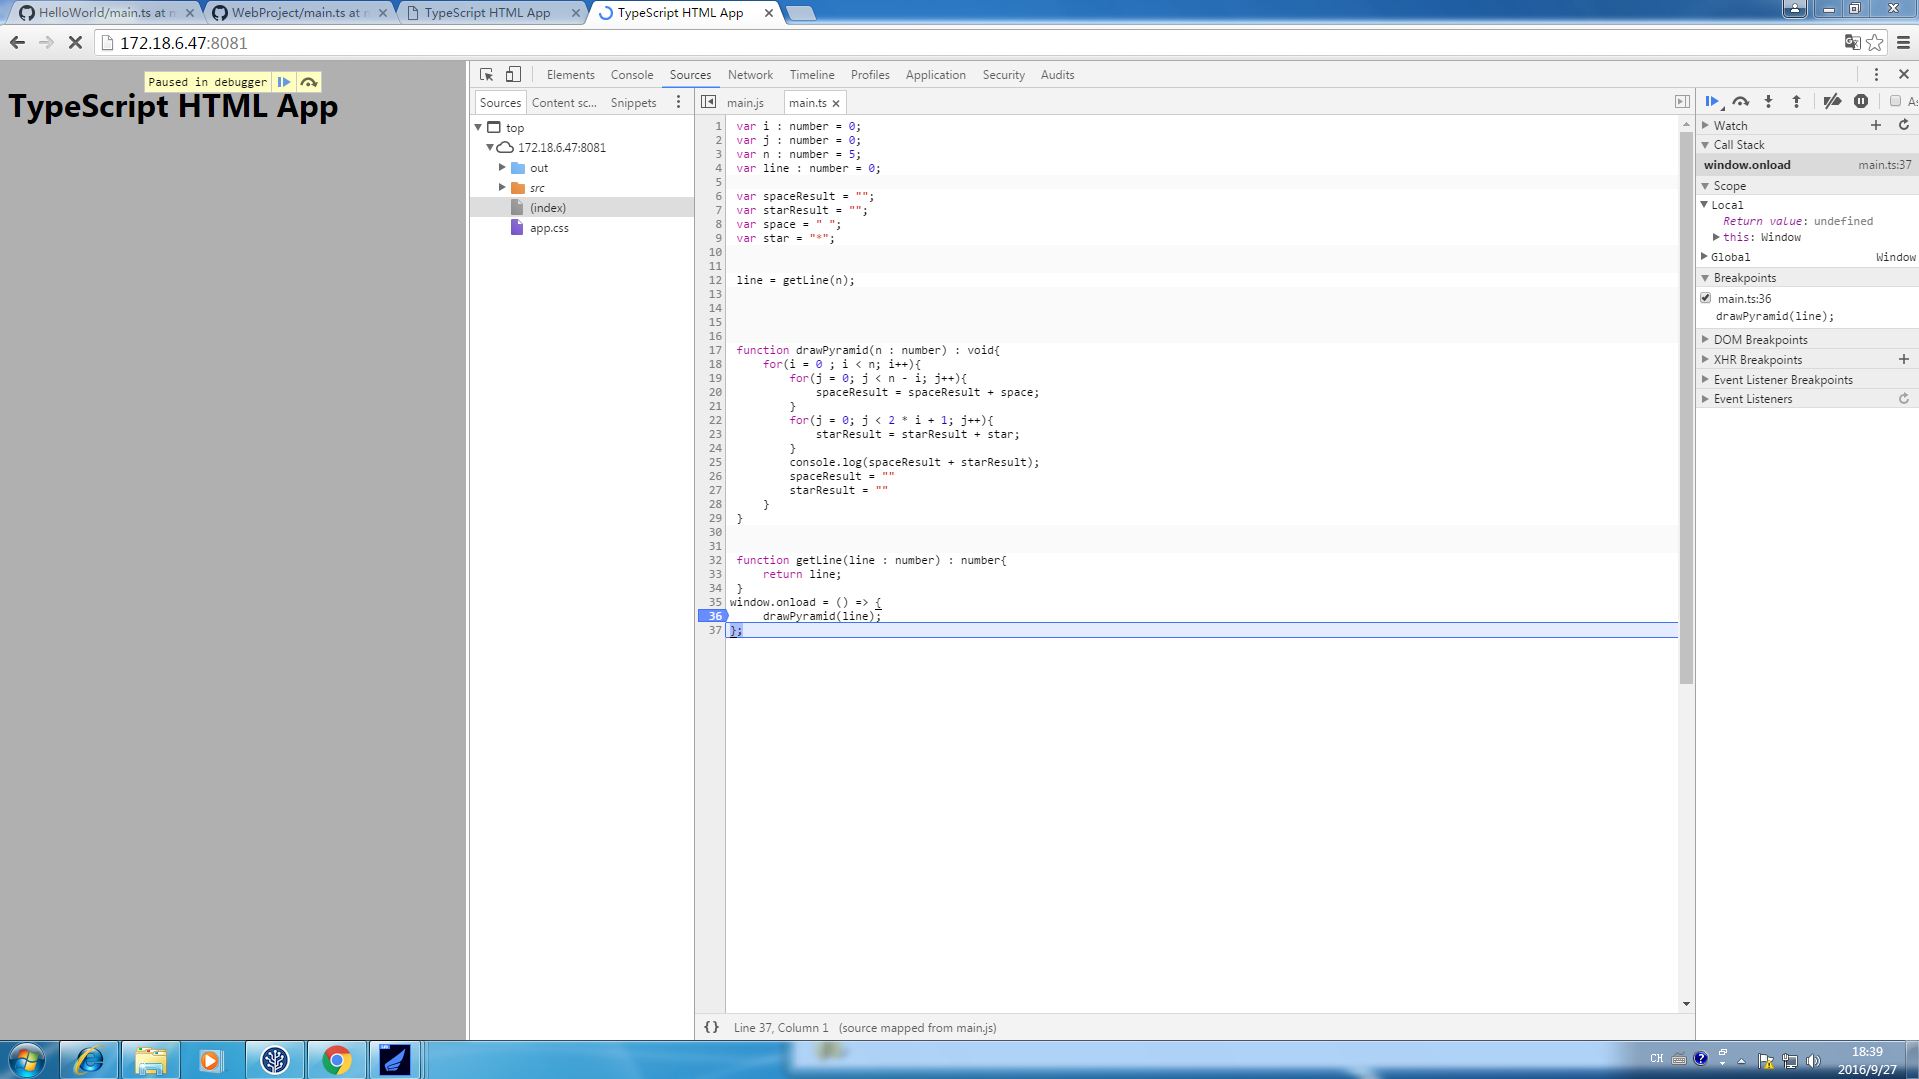 HelloWorld/main.ts at m
WebProject/main.ts at m
TypeScript HTML App
TypeScript HTML App
172.18.6.47:8081
Paused in debugger
TypeScript HTML App
Elements Console Sources Network Timeline Profiles Application Security Audits
Sources Content sc... Snippets
top
172.18.6.47:8081
out
src
(index)
app.css
main.js main.ts
1 var i : number = 0;
2 var j : number = 0;
3 var n : number = 5;
4 var line : number = 0;
5
6 var spaceResult = "";
7 var starResult = "";
8 var space = " ";
9 var star = "*";
10
11
12 line = getLine(n);
13
14
15
16
17 function drawPyramid(n : number) : void{
18 for(i = 0 ; i < n; i++){
19 for(j = 0; j < n - i; j++){
20 spaceResult = spaceResult + space;
21 }
22 for(j = 0; j < 2 * i + 1; j++){
23 starResult = starResult + star;
24 }
25 console.log(spaceResult + starResult);
26 spaceResult = ""
27 starResult = ""
28 }
29 }
30
31
32 function getLine(line : number) : number{
33 return line;
34 }
35 window.onload = () => {
36 drawPyramid(line);
37 };
{} Line 37, Column 1 (source mapped from main.js)
As
Watch
Call Stack
window.onload main.ts:37
Scope
Local
Return value: undefined
this: Window
Global Window
Breakpoints
main.ts:36
drawPyramid(line);
DOM Breakpoints
XHR Breakpoints
Event Listener Breakpoints
Event Listeners
CH
18:39
2016/9/27